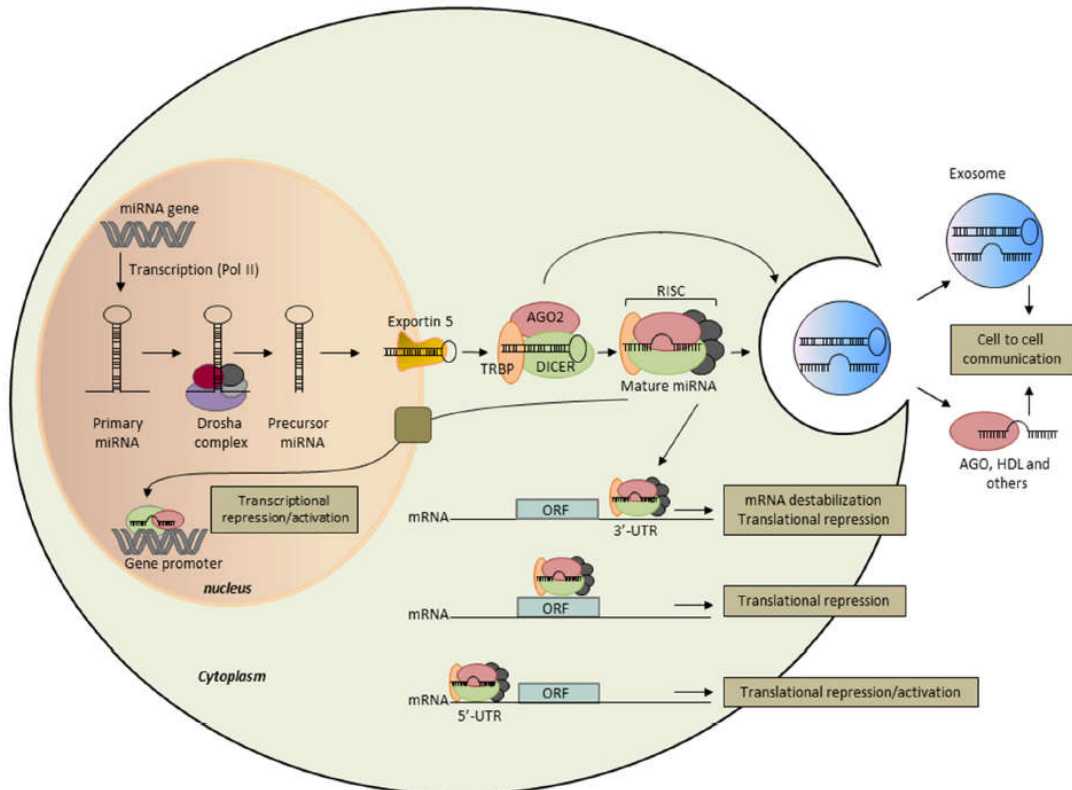 Exosome
miRNA gene
Transcription (Pol II)
Exportin 5
AGO2
TRBP
DICER
RISC
Mature miRNA
Cell to cell
communication
Primary
miRNA
Drosha
complex
Precursor
miRNA
AGO, HDL and
others
Transcriptional
repression/activation
Gene promoter
nucleus
mRNA
ORF
3’-UTR
mRNA destabilization
Translational repression
mRNA
ORF
Translational repression
Cytoplasm
mRNA
5’-UTR
ORF
Translational repression/activation